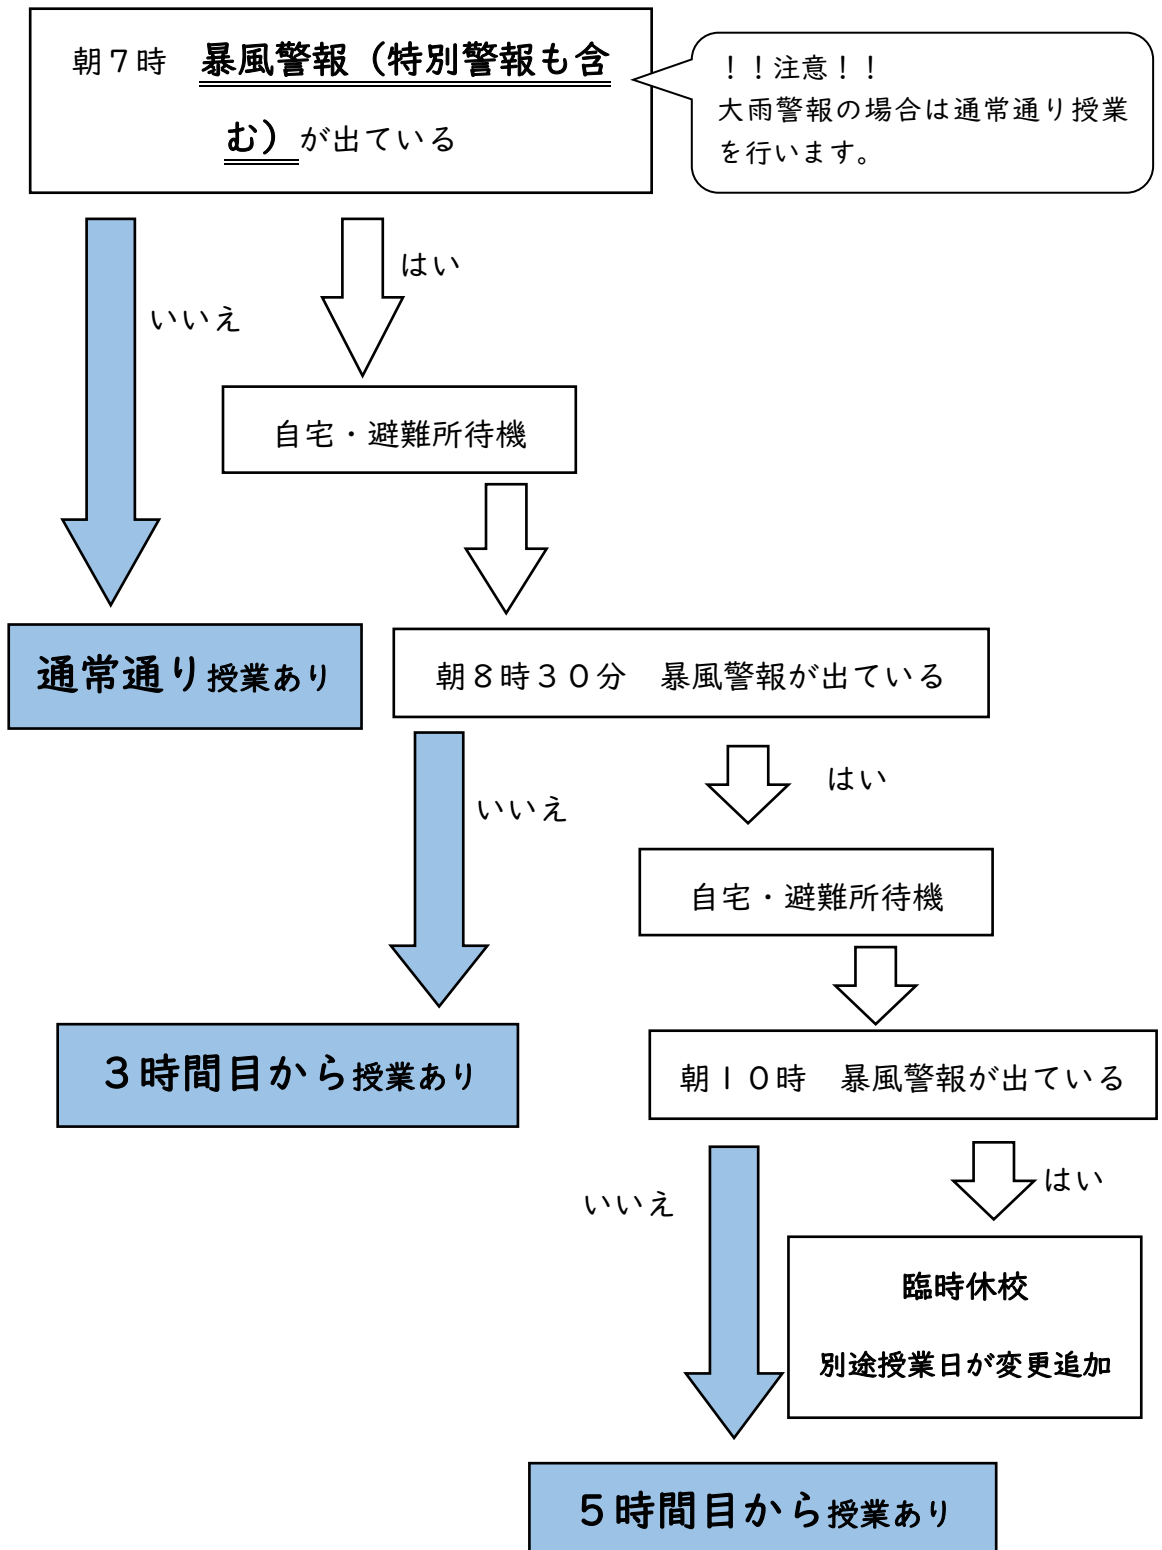 朝７時　暴風警報（特別警報も含
む）が出ている
！！注意！！
大雨警報の場合は通常通り授業
を行います。
はい
いいえ
自宅・避難所待機
通常通り授業あり
朝８時３０分　暴風警報が出ている
はい
いいえ
自宅・避難所待機
３時間目から授業あり
朝１０時　暴風警報が出ている
はい
いいえ
臨時休校
別途授業日が変更追加
５時間目から授業あり